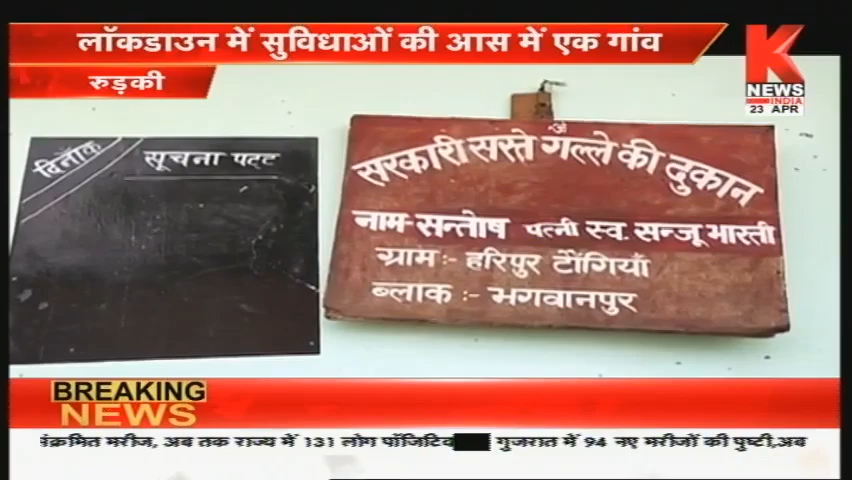 लॉकडाउन में सुविधाओं की आस में एक गांव
रुड़की
K
NEWS
INDIA
23 APR
दिनाँक
सूचना पट्ट
सरकारी सस्ते गल्ले की दुकान
नाम-सन्तोष पत्नी स्व. सन्जू भारती
ग्राम :- हरिपुर टौंगियाँ
ब्लाक :- भगवानपुर
BREAKING
NEWS
संक्रमित मरीज, अब तक राज्य में 131 लोग पॉजिटिव गुजरात में 94 नए मरीजों की पुष्टी,अब